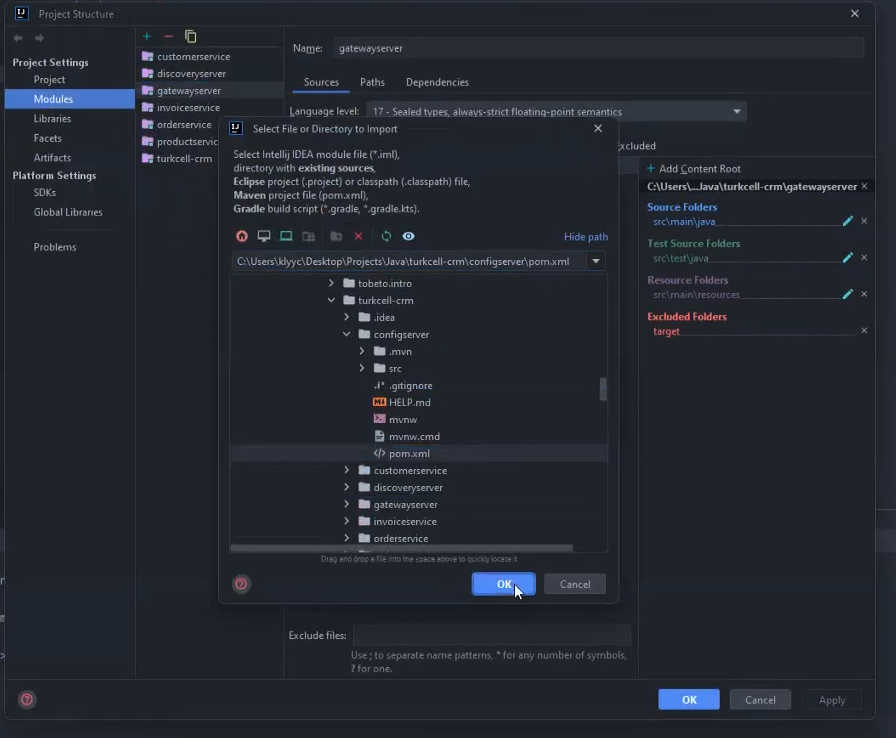 Project Structure
Project Settings
Project
Modules
Libraries
Facets
Artifacts
Platform Settings
SDKs
Global Libraries
Problems
customerservice
discoveryserver
gatewayserver
invoiceservice
orderservice
productservic
turkcell-crm
Name: gatewayserver
Sources Paths Dependencies
Language level: 17 - Sealed types, always-strict floating-point semantics
xcluded
Select File or Directory to Import
Select Intellij IDEA module file (*.iml),
directory with existing sources,
Eclipse project (.project) or classpath (.classpath) file,
Maven project file (pom.xml),
Gradle build script (*.gradle, *.gradle.kts).
Hide path
C:\Users\klyyc\Desktop\Projects\Java\turkcell-crm\configserver\pom.xml
tobeto.intro
turkcell-crm
.idea
configserver
.mvn
src
.gitignore
HELP.md
mvnw
mvnw.cmd
pom.xml
customerservice
discoveryserver
gatewayserver
invoiceservice
orderservice
Drag and drop a file into the space above to quickly locate it
OK Cancel
+ Add Content Root
C:\Users\...Java\turkcell-crm\gatewayserver
Source Folders
src\main\java
Test Source Folders
src\test\java
Resource Folders
src\main\resources
Excluded Folders
target
Exclude files:
Use ; to separate name patterns, * for any number of symbols,
? for one.
OK Cancel Apply